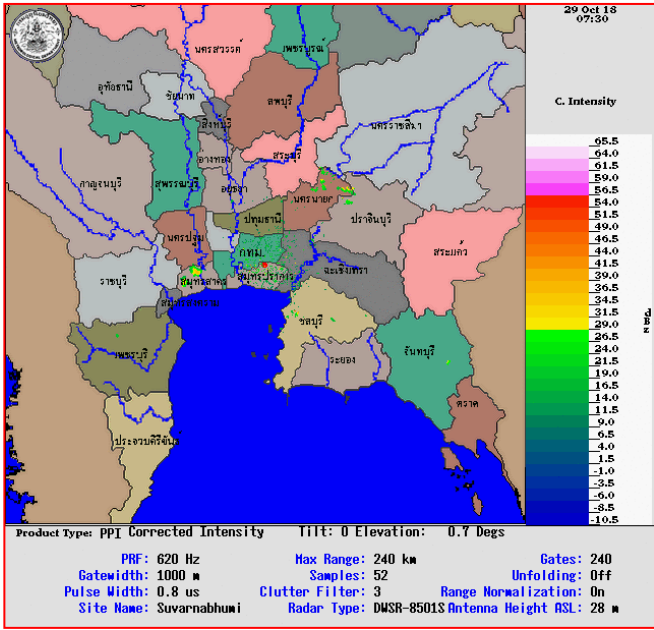 29 Oct 18
07:30
นครสวรรค์
เพชรบูรณ์
อุทัยธานี
ชัยนาท
ลพบุรี
C. Intensity
สิงห์บุรี
นครราชสีมา
อ่างทอง
สระบุรี
กาญจนบุรี
สุพรรณบุรี
อยุธยา
นครนายก
ปทุมธานี
ปราจีนบุรี
นครปฐม
กทม.
สระแก้ว
ราชบุรี
สมุทรสาคร
สมุทรปราการ
ฉะเชิงเทรา
สมุทรสงคราม
ชลบุรี
เพชรบุรี
ระยอง
จันทบุรี
ตราด
ประจวบคีรีขันธ์
65.5
64.0
61.5
59.0
56.5
54.0
51.5
49.0
46.5
44.0
41.5
39.0
36.5
34.5
31.5
29.0
26.5
24.0
21.5
19.0
16.5
14.0
11.5
9.0
6.5
4.0
1.5
-1.0
-3.5
-6.0
-8.5
-10.5
Product Type: PPI Corrected Intensity Tilt: 0 Elevation: 0.7 Degs
PRF: 620 Hz Max Range: 240 km Gates: 240
Gatewidth: 1000 m Samples: 52 Unfolding: Off
Pulse Width: 0.8 us Clutter Filter: 3 Range Normalization: On
Site Name: Suvarnabhumi Radar Type: DWSR-8501S Antenna Height ASL: 28 m